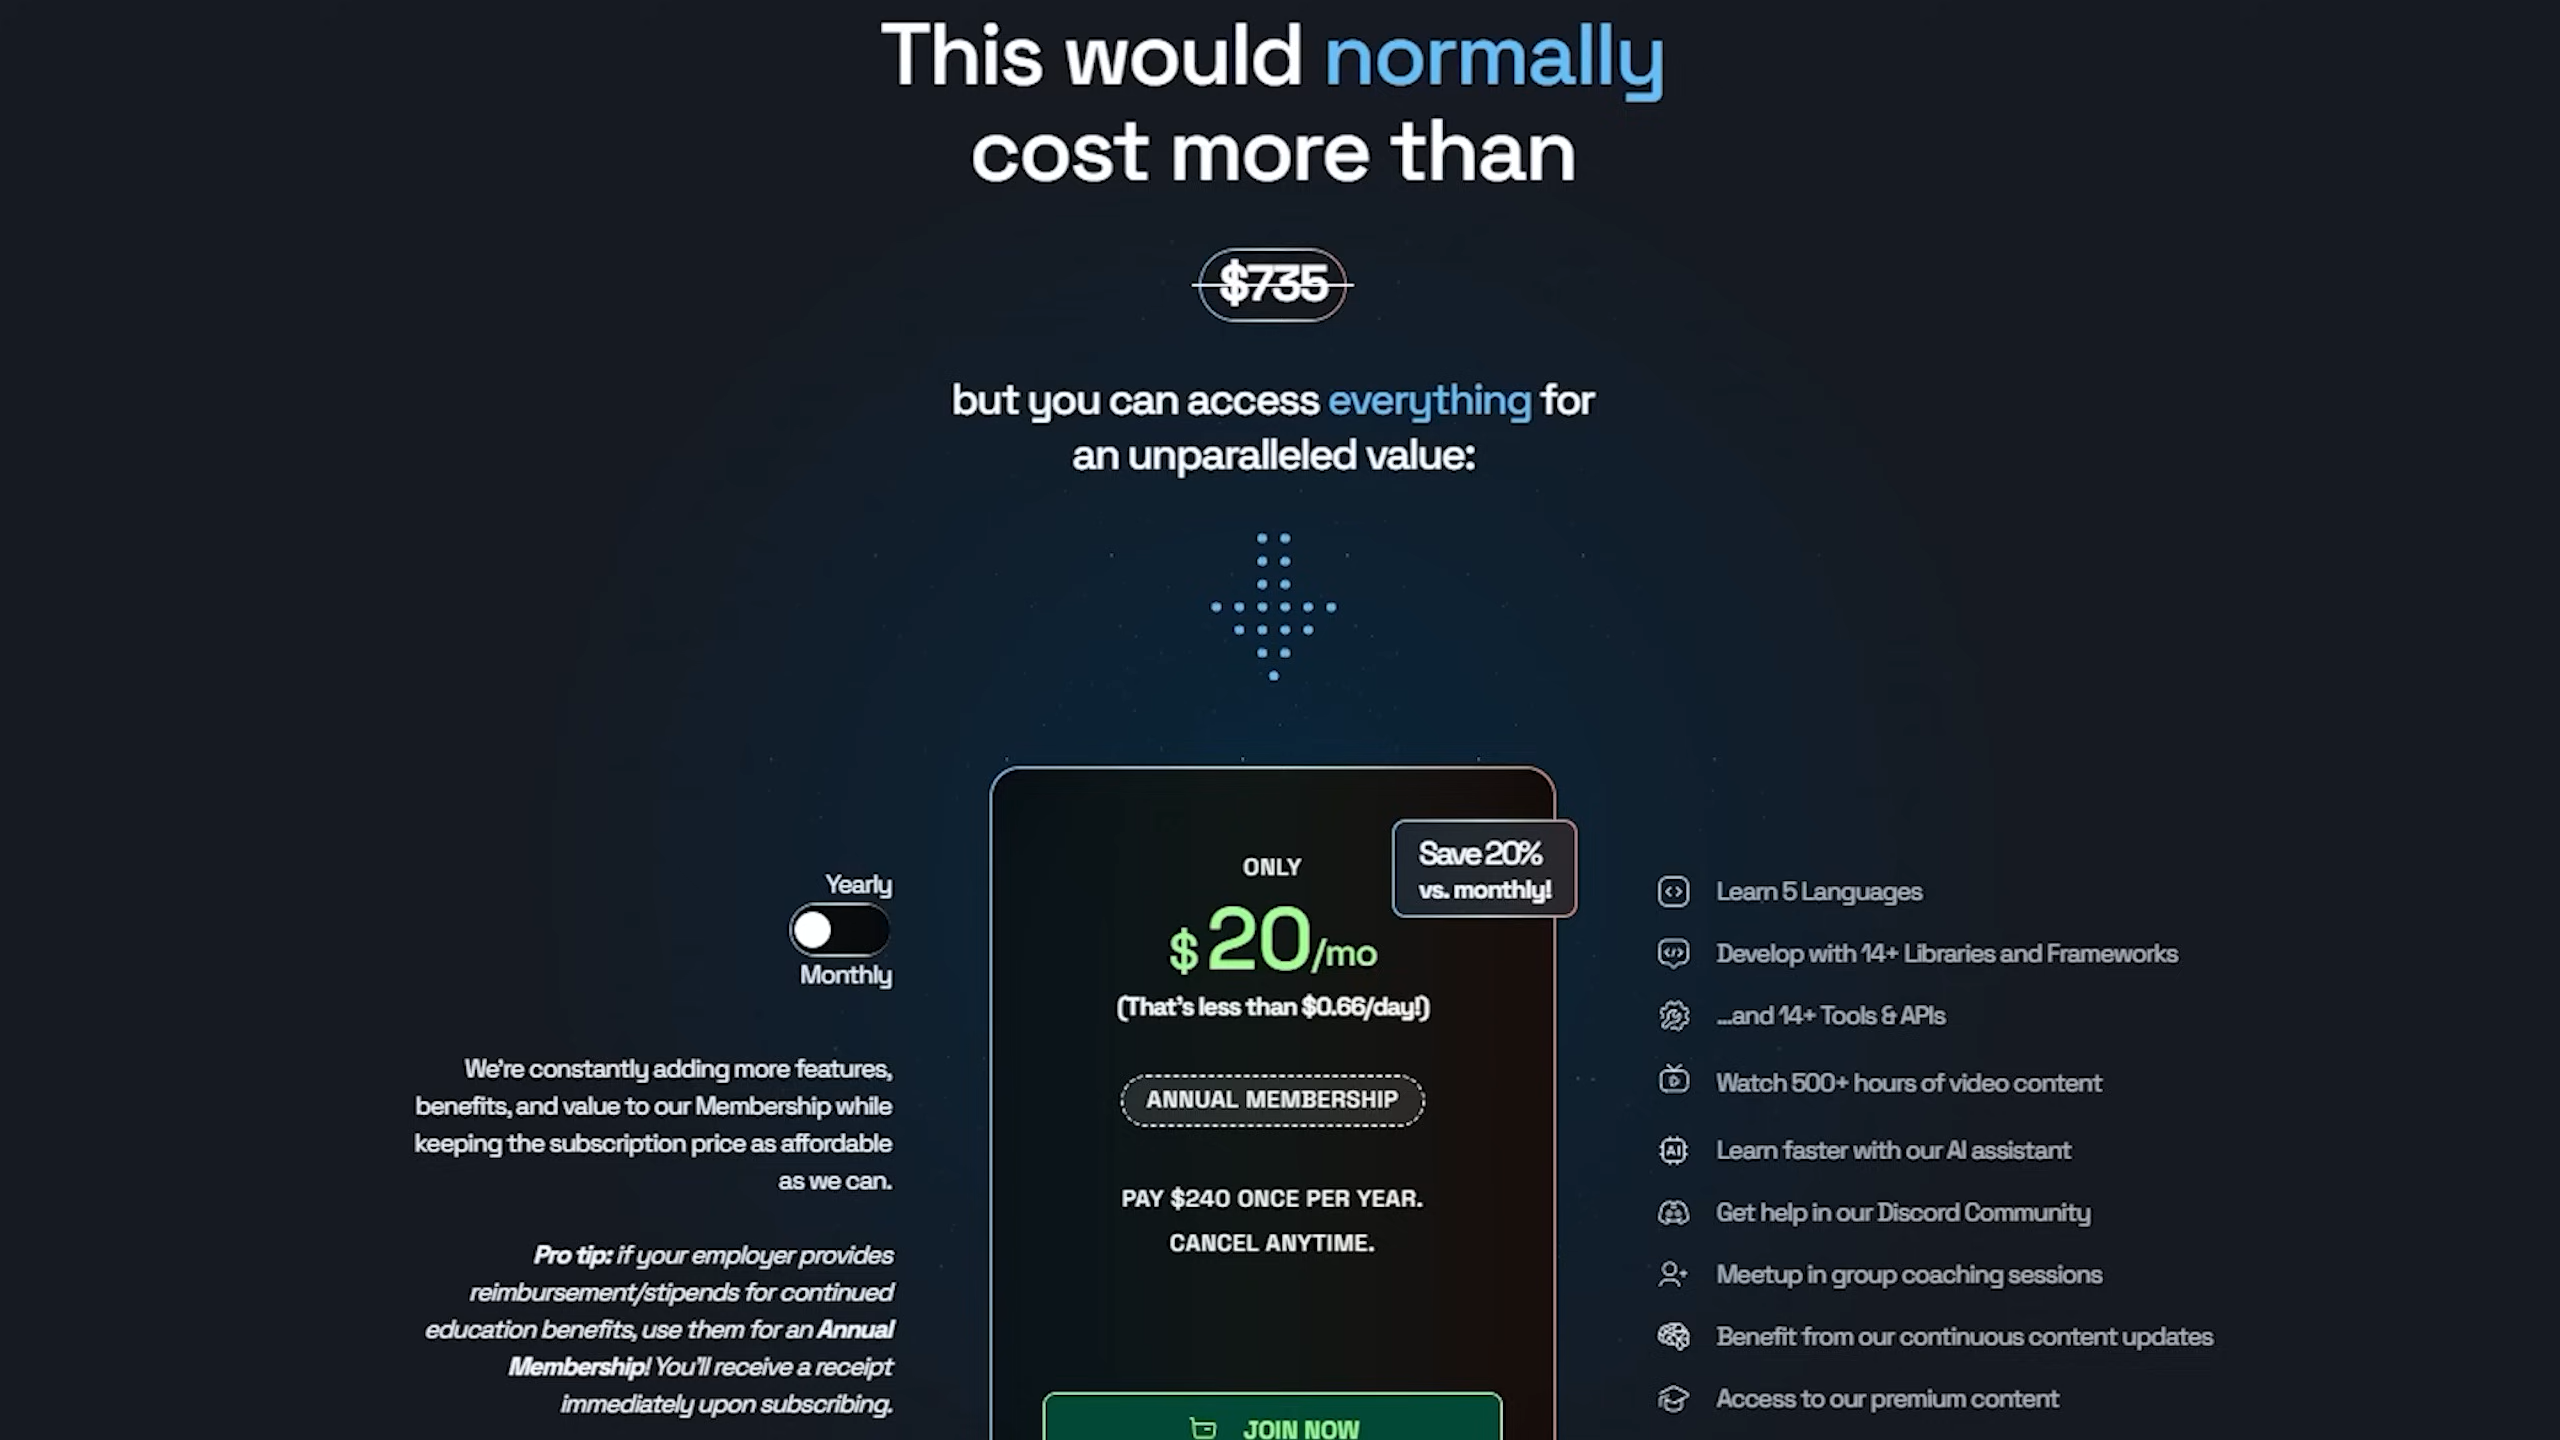 This would normally
cost more than
$735
but you can access everything for
an unparalleled value:
Yearly
Monthly
We're constantly adding more features,
benefits, and value to our Membership while
keeping the subscription price as affordable
as we can.
Pro tip: if your employer provides
reimbursement/stipends for continued
education benefits, use them for an Annual
Membership! You'll receive a receipt
immediately upon subscribing.
Save 20%
vs. monthly!
ONLY
$20/mo
(That's less than $0.66/day!)
ANNUAL MEMBERSHIP
PAY $240 ONCE PER YEAR.
CANCEL ANYTIME.
JOIN NOW
Learn 5 Languages
Develop with 14+ Libraries and Frameworks
...and 14+ Tools & APIs
Watch 500+ hours of video content
AI
Learn faster with our AI assistant
Get help in our Discord Community
Meetup in group coaching sessions
Benefit from our continuous content updates
Access to our premium content